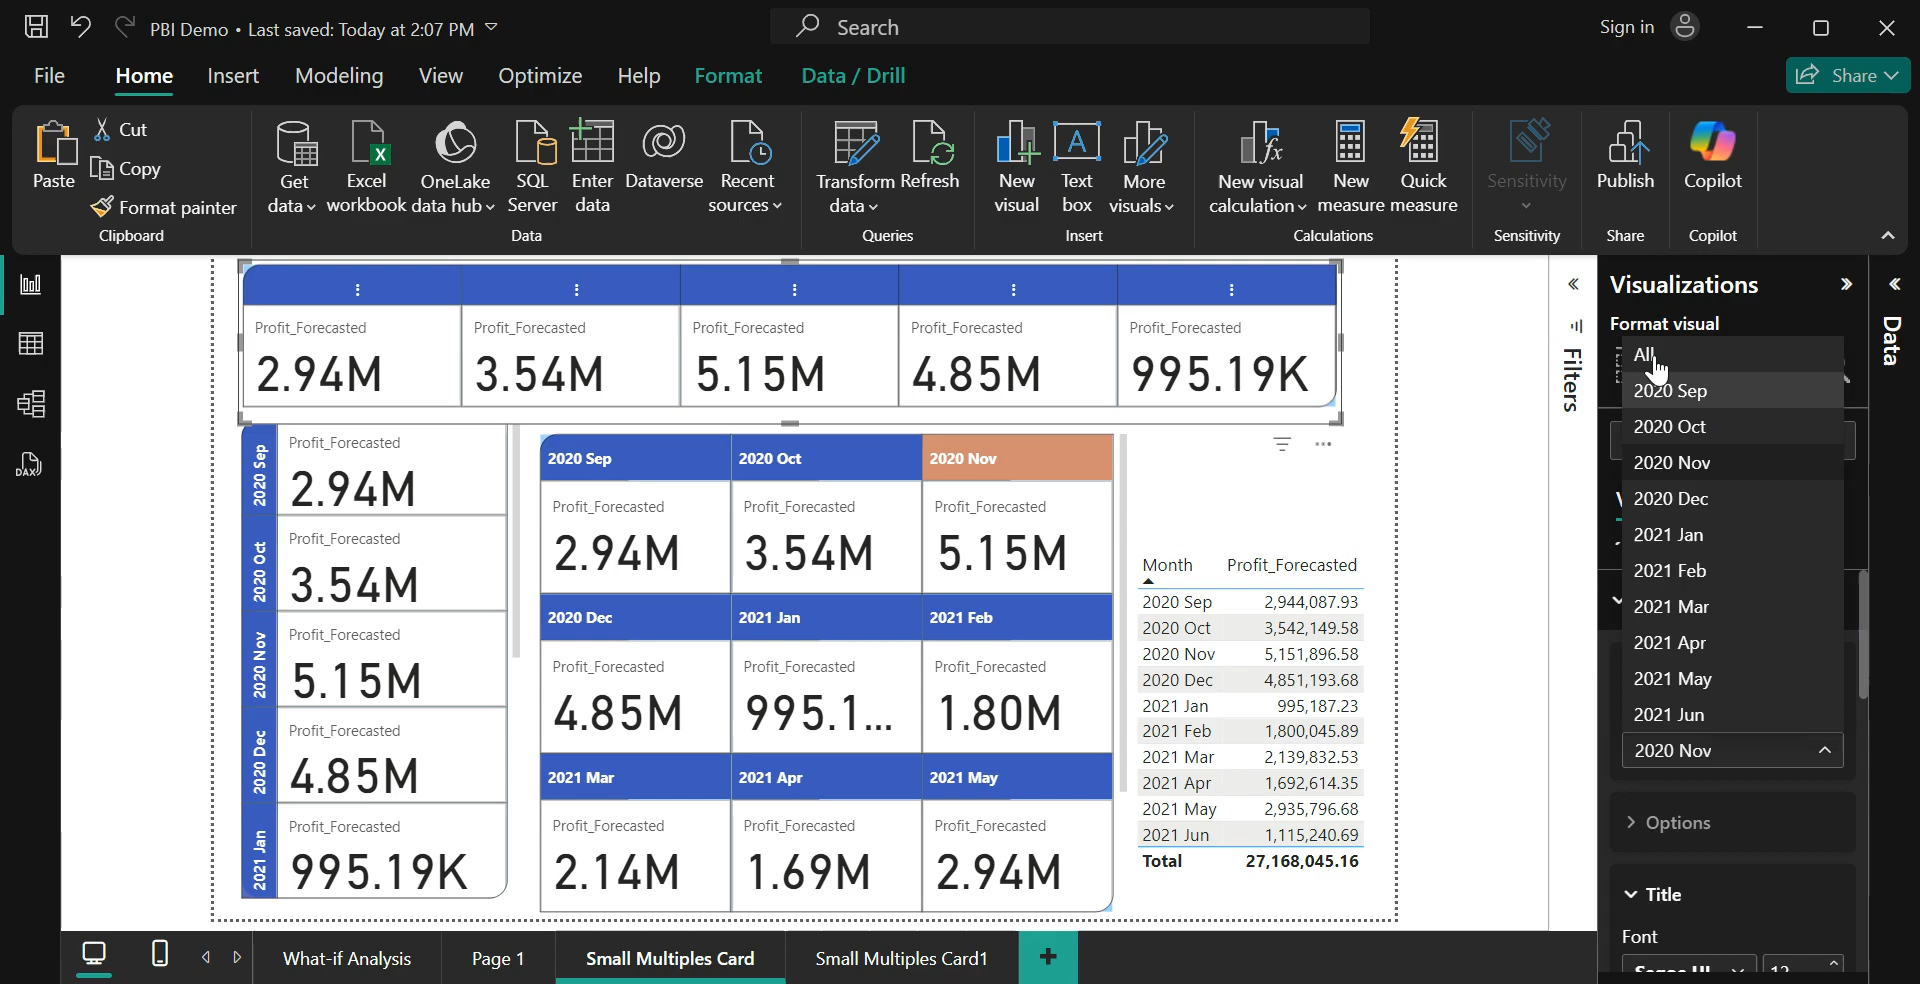 PBI Demo • Last saved: Today at 2:07 PM
Search
Sign in
File Home Insert Modeling View Optimize Help Format Data / Drill
Share
Paste
Cut
Copy
Format painter
Clipboard
Get data
Excel workbook
OneLake data hub
SQL Server
Enter data
Dataverse
Recent sources
Data
Transform data
Refresh
Queries
New visual
Text box
More visuals
Insert
New visual calculation
New measure
Quick measure
Calculations
Sensitivity
Sensitivity
Publish
Share
Copilot
Copilot
Profit_Forecasted Profit_Forecasted Profit_Forecasted Profit_Forecasted Profit_Forecasted
2.94M 3.54M 5.15M 4.85M 995.19K
2020 Sep
Profit_Forecasted
2.94M
2020 Oct
Profit_Forecasted
3.54M
2020 Nov
Profit_Forecasted
5.15M
2020 Dec
Profit_Forecasted
4.85M
2021 Jan
Profit_Forecasted
995.19K
2020 Sep 2020 Oct 2020 Nov
Profit_Forecasted Profit_Forecasted Profit_Forecasted
2.94M 3.54M 5.15M
2020 Dec 2021 Jan 2021 Feb
Profit_Forecasted Profit_Forecasted Profit_Forecasted
4.85M 995.1... 1.80M
2021 Mar 2021 Apr 2021 May
Profit_Forecasted Profit_Forecasted Profit_Forecasted
2.14M 1.69M 2.94M
Month Profit_Forecasted
2020 Sep 2,944,087.93
2020 Oct 3,542,149.58
2020 Nov 5,151,896.58
2020 Dec 4,851,193.68
2021 Jan 995,187.23
2021 Feb 1,800,045.89
2021 Mar 2,139,832.53
2021 Apr 1,692,614.35
2021 May 2,935,796.68
2021 Jun 1,115,240.69
Total 27,168,045.16
Filters
Visualizations
Format visual
All
2020 Sep
2020 Oct
2020 Nov
2020 Dec
2021 Jan
2021 Feb
2021 Mar
2021 Apr
2021 May
2021 Jun
2020 Nov
Options
Title
Font
Segoe UI 12
Data
DAX
What-if Analysis Page 1 Small Multiples Card Small Multiples Card1